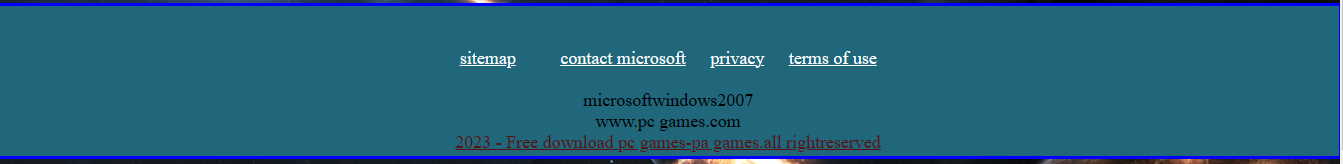 sitemap contact microsoft privacy terms of use
microsoftwindows2007
www.pc games.com
2023 - Free download pc games-pa games.all rightreserved